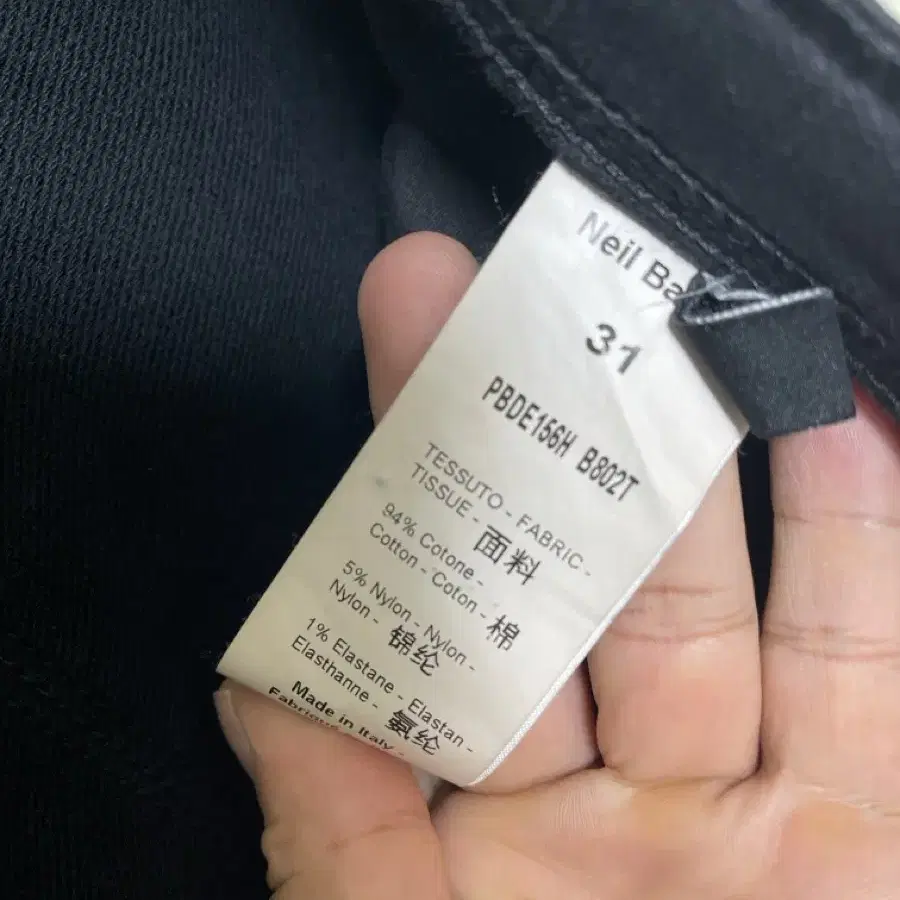 Neil Ba
31
PBDE156H B802T
TESSUTO - FABRIC -
TISSUE - 面料
94% Cotone -
Cotton - Coton - 棉
5% Nylon - Nylon -
Nylon - 锦纶
1% Elastane - Elastan -
Elasthanne - 氨纶
Made in Italy -